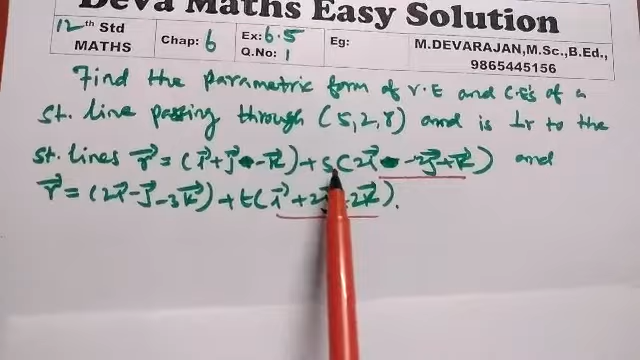 Deva Maths Easy Solution
12th Std MATHS Chap: 6 Ex: 6.5 Q.No: 1 Eg: M.DEVARAJAN,M.Sc.,B.Ed., 9865445156
Find the parametric form of V.E and C.E's of a
st. line passing through (5,2,8) and is ⊥r to the
st. lines r⃗ = (i⃗+j⃗-k⃗)+s(2i⃗-2j⃗+k⃗) and
r⃗ = (2i⃗-j⃗-3k⃗)+t(i⃗+2 2k⃗).